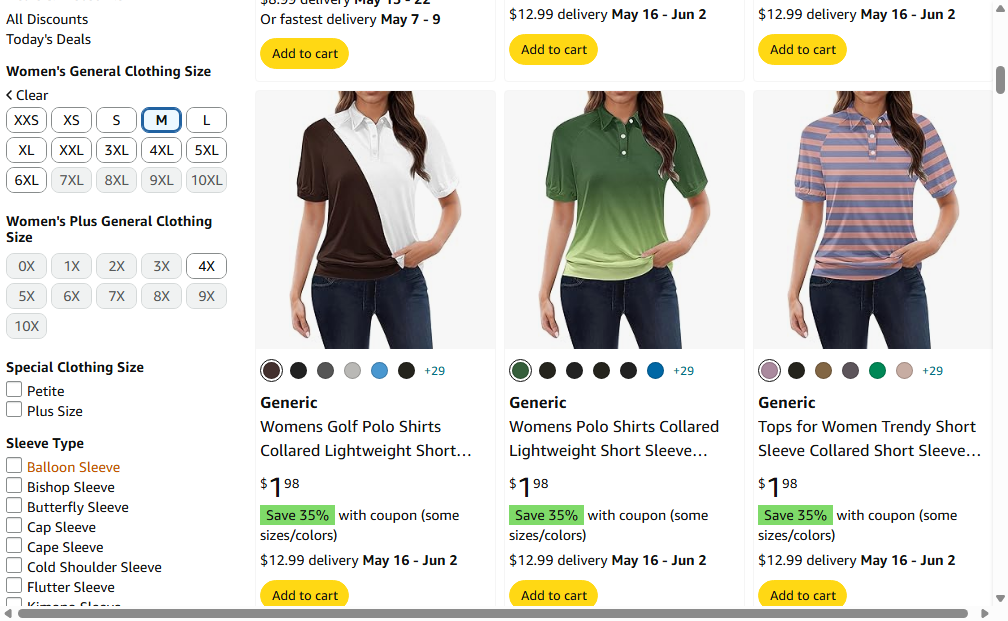 All Discounts
Today's Deals
Women's General Clothing Size
Clear
XXS XS S M L
XL XXL 3XL 4XL 5XL
6XL 7XL 8XL 9XL 10XL
Women's Plus General Clothing
Size
0X 1X 2X 3X 4X
5X 6X 7X 8X 9X
10X
Special Clothing Size
Petite
Plus Size
Sleeve Type
Balloon Sleeve
Bishop Sleeve
Butterfly Sleeve
Cap Sleeve
Cape Sleeve
Cold Shoulder Sleeve
Flutter Sleeve
Kimono Sleeve
$8.99 delivery May 13 - 22
Or fastest delivery May 7 - 9
Add to cart
$12.99 delivery May 16 - Jun 2
Add to cart
$12.99 delivery May 16 - Jun 2
Add to cart
+29
Generic
Womens Golf Polo Shirts
Collared Lightweight Short…
$1 98
Save 35% with coupon (some
sizes/colors)
$12.99 delivery May 16 - Jun 2
Add to cart
+29
Generic
Womens Polo Shirts Collared
Lightweight Short Sleeve…
$1 98
Save 35% with coupon (some
sizes/colors)
$12.99 delivery May 16 - Jun 2
Add to cart
+29
Generic
Tops for Women Trendy Short
Sleeve Collared Short Sleeve…
$1 98
Save 35% with coupon (some
sizes/colors)
$12.99 delivery May 16 - Jun 2
Add to cart